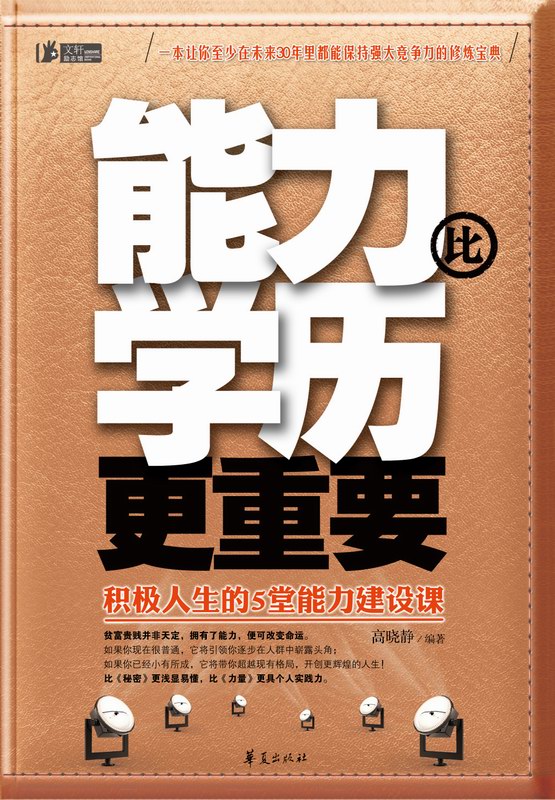 文轩
励志馆
一本让你至少在未来30年里都能保持强大竞争力的修炼宝典
能力比
学历
更重要
积极人生的5堂能力建设课
高晓静/编著
贫富贵贱并非天定，拥有了能力，便可改变命运。
如果你现在很普通，它将引领你逐步在人群中崭露头角；
如果你已经小有所成，它将带你超越现有格局，开创更辉煌的人生！
比《秘密》更浅显易懂，比《力量》更具个人实践力。
华夏出版社